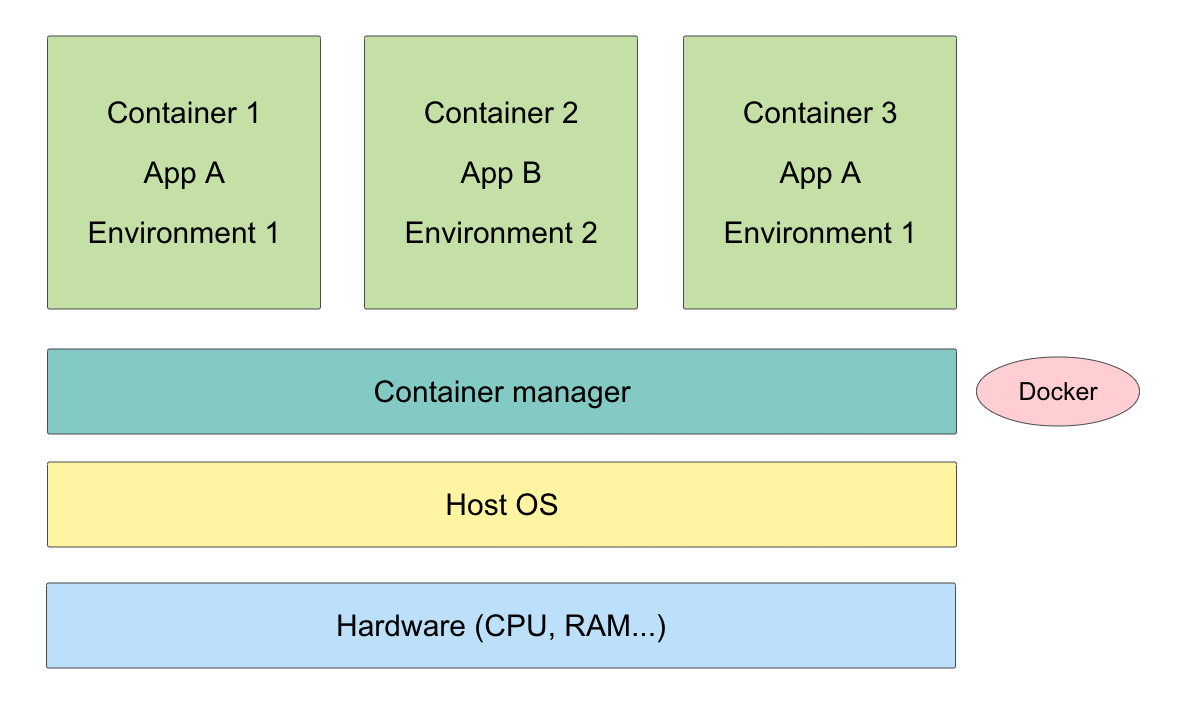 Container 1
App A
Environment 1
Container 2
App B
Environment 2
Container 3
App A
Environment 1
Container manager
Docker
Host OS
Hardware (CPU, RAM...)